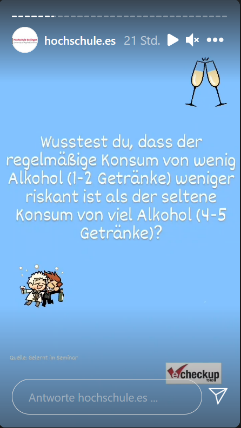 hochschule.es 21 Std.
Wusstest du, dass der
regelmäßige Konsum von wenig
Alkohol (1-2 Getränke) weniger
riskant ist als der seltene
Konsum von viel Alkohol (4-5
Getränke)?
checkup
Antworte hochschule.es ...